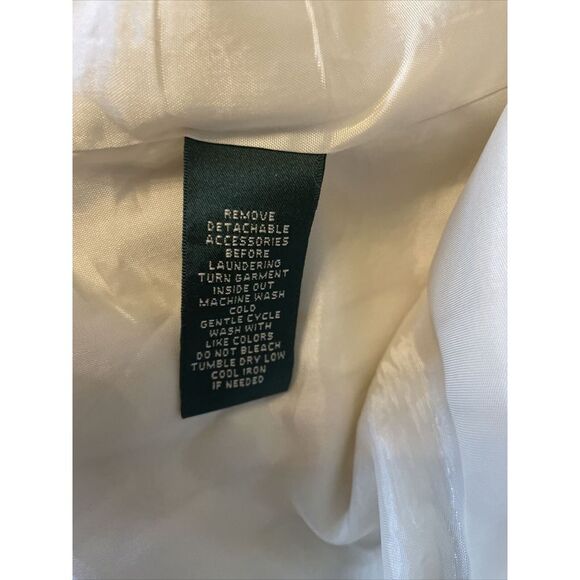 REMOVE
DETACHABLE
ACCESSORIES
BEFORE
LAUNDERING
TURN GARMENT
INSIDE OUT
MACHINE WASH
COLD
GENTLE CYCLE
WASH WITH
LIKE COLORS
DO NOT BLEACH
TUMBLE DRY LOW
COOL IRON
IF NEEDED